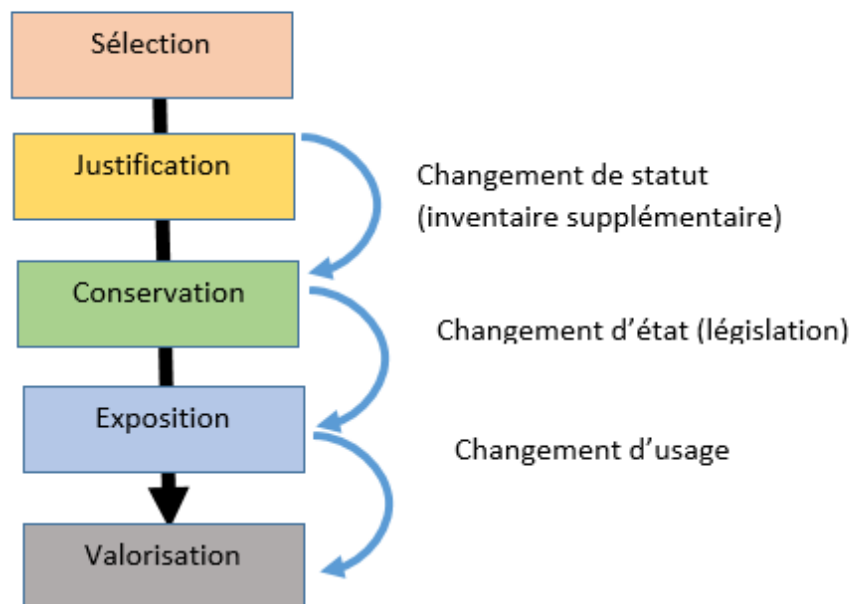 Sélection
Justification
Changement de statut
(inventaire supplémentaire)
Conservation
Changement d’état (législation)
Exposition
Changement d’usage
Valorisation